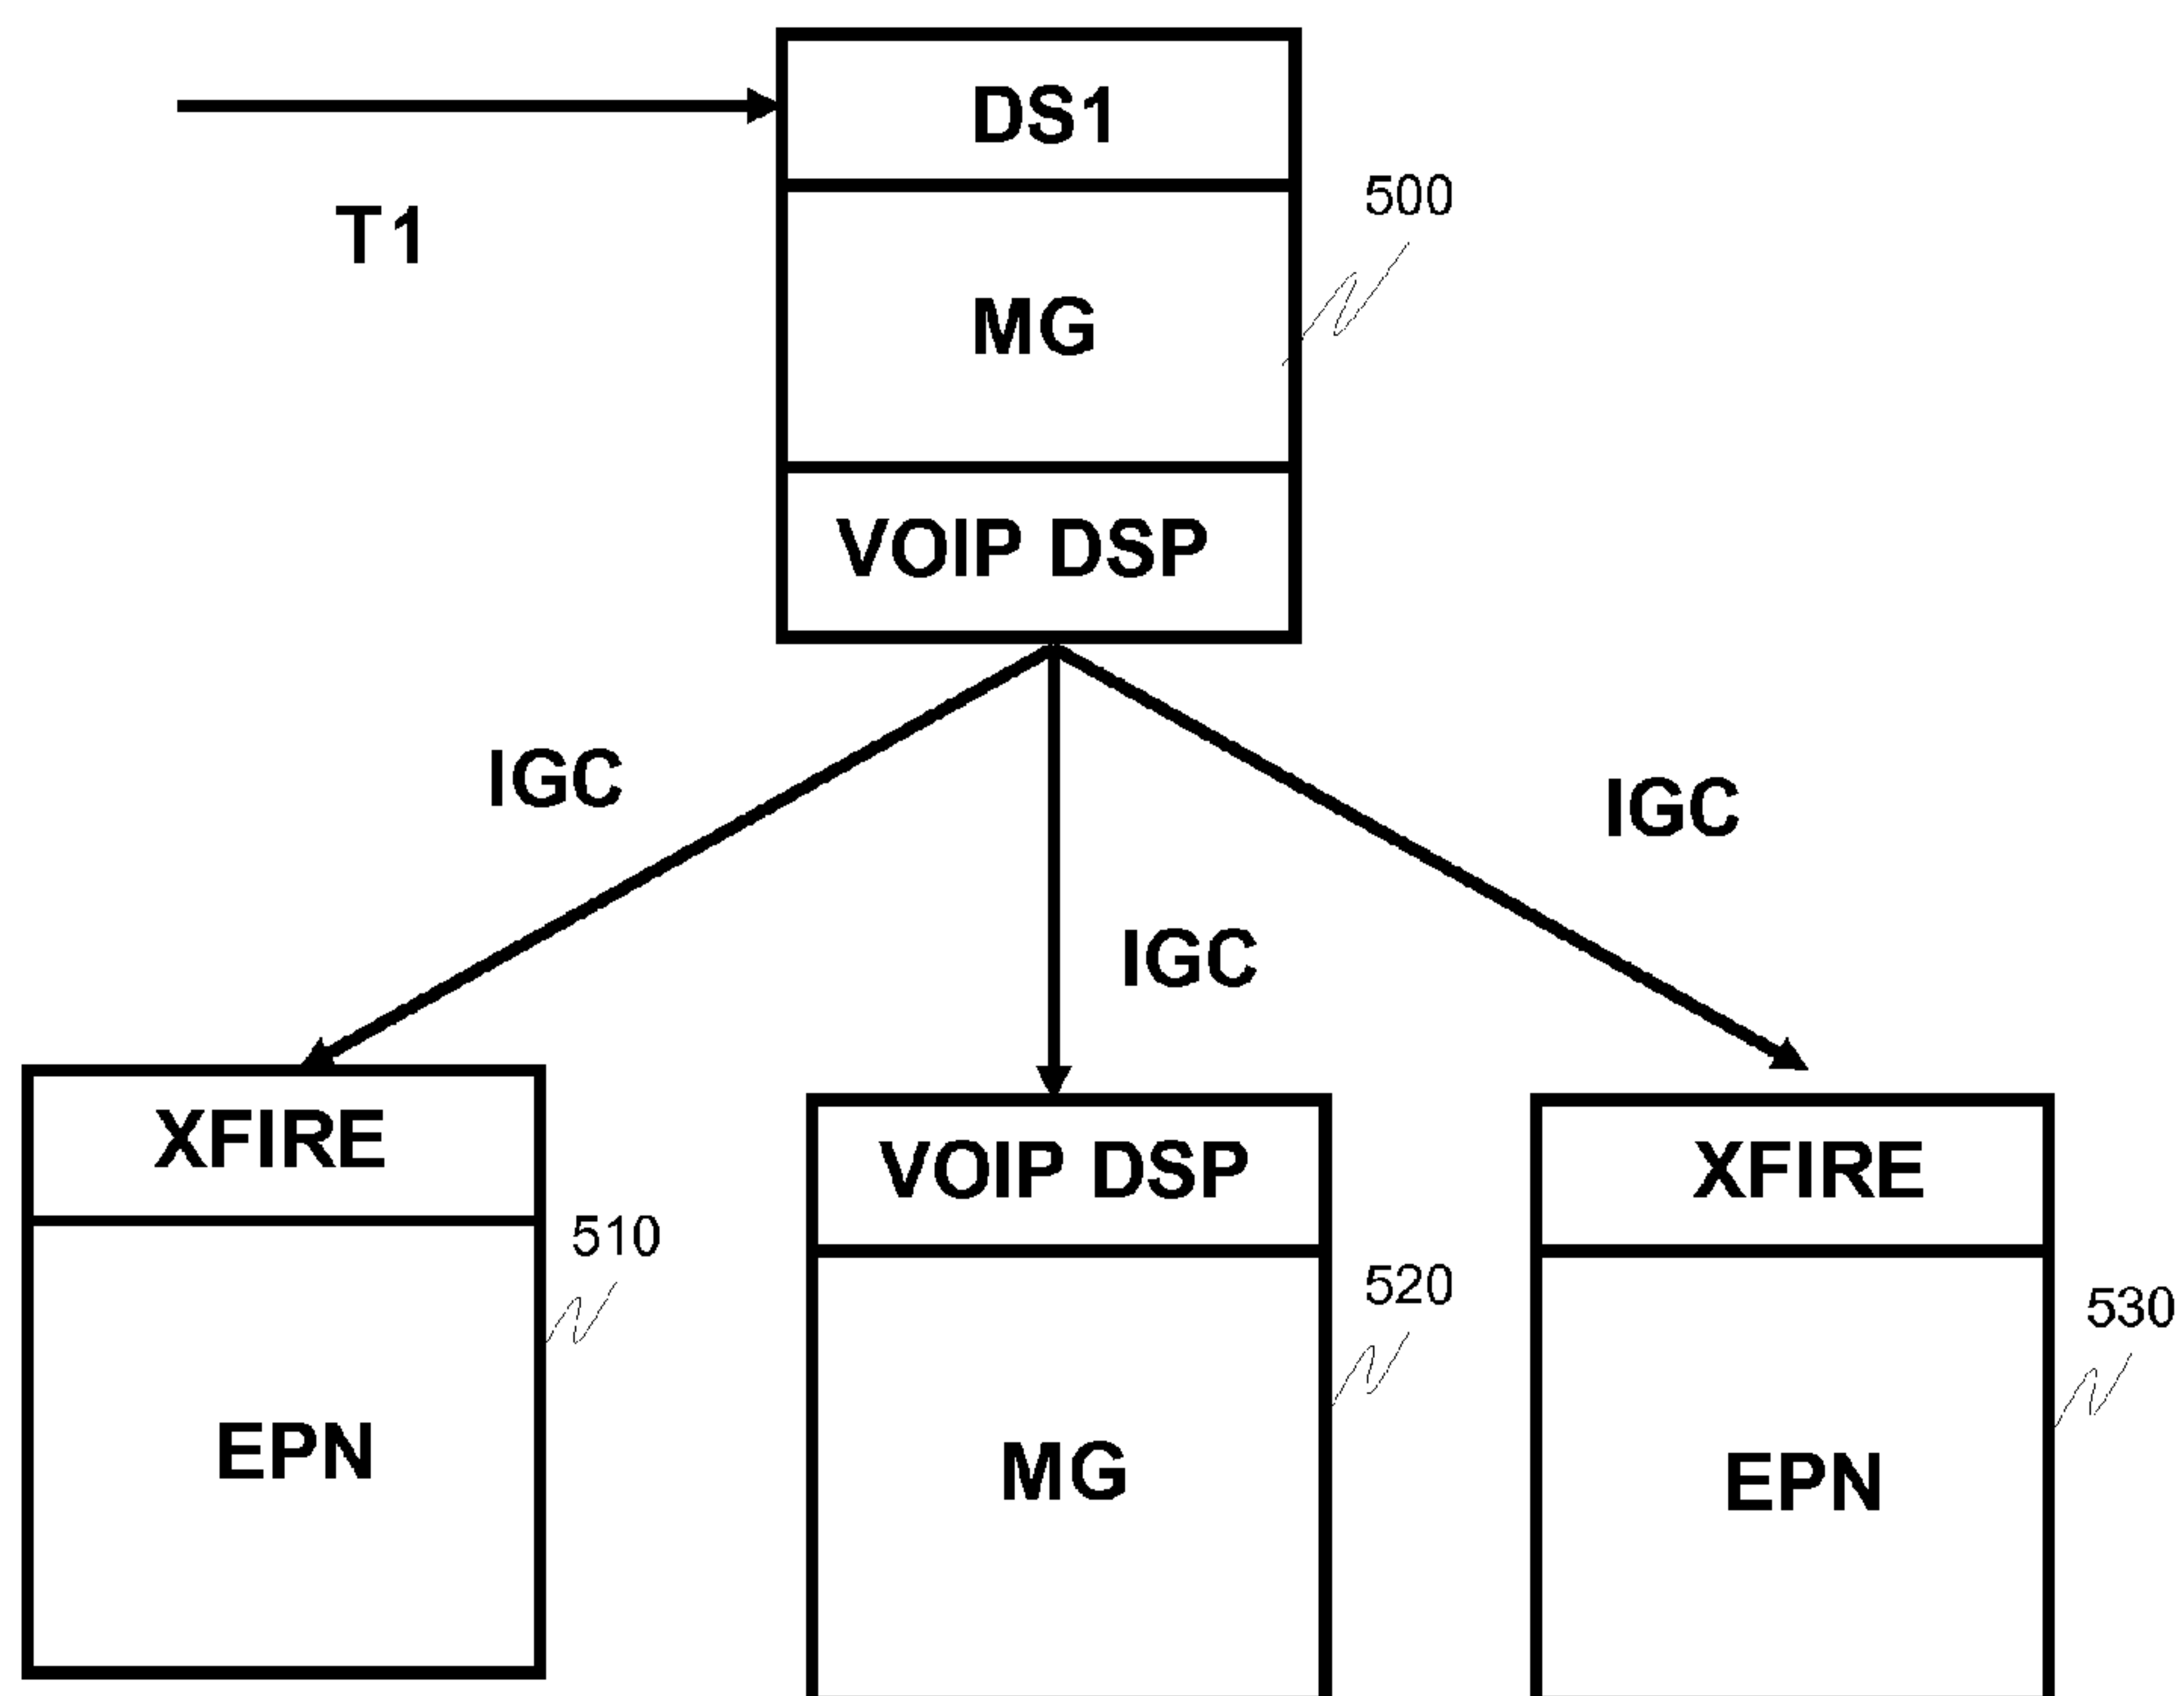 DS1
T1
500
MG
VOIP DSP
IGC
IGC
IGC
XFIRE
VOIP DSP
XFIRE
510
520
530
EPN
MG
EPN